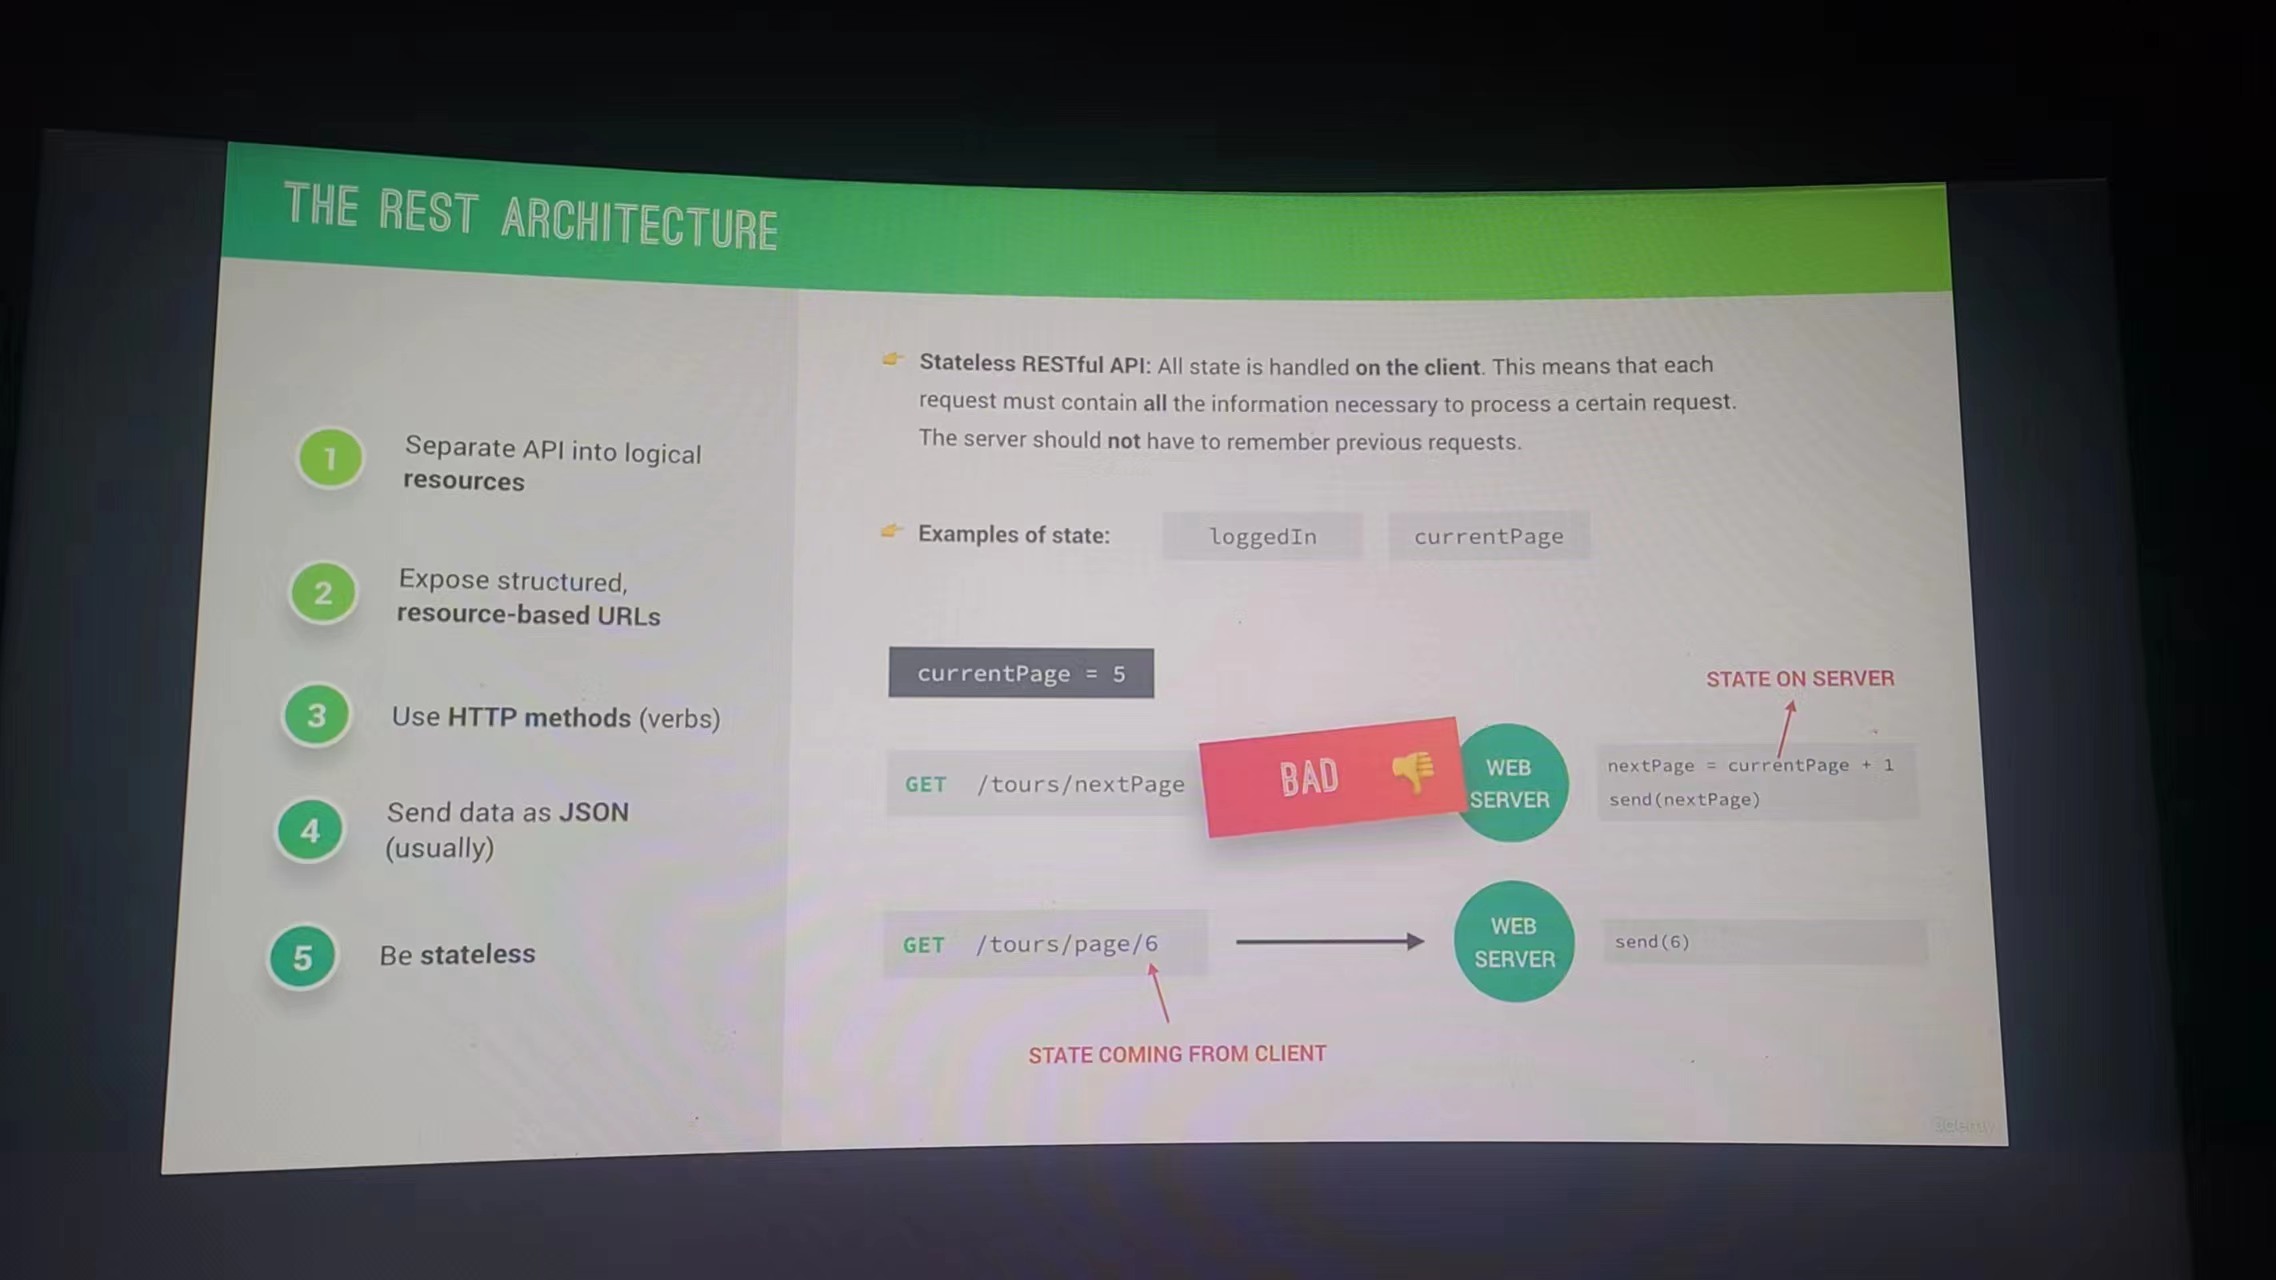 THE REST ARCHITECTURE
1
Separate API into logical
resources
2
Expose structured,
resource-based URLs
3
Use HTTP methods (verbs)
4
Send data as JSON
(usually)
5
Be stateless
👉 Stateless RESTful API: All state is handled on the client. This means that each
request must contain all the information necessary to process a certain request.
The server should not have to remember previous requests.
👉 Examples of state: loggedIn currentPage
currentPage = 5
STATE ON SERVER
GET /tours/nextPage
BAD 👎
WEB
SERVER
nextPage = currentPage + 1
send(nextPage)
GET /tours/page/6
WEB
SERVER
send(6)
STATE COMING FROM CLIENT